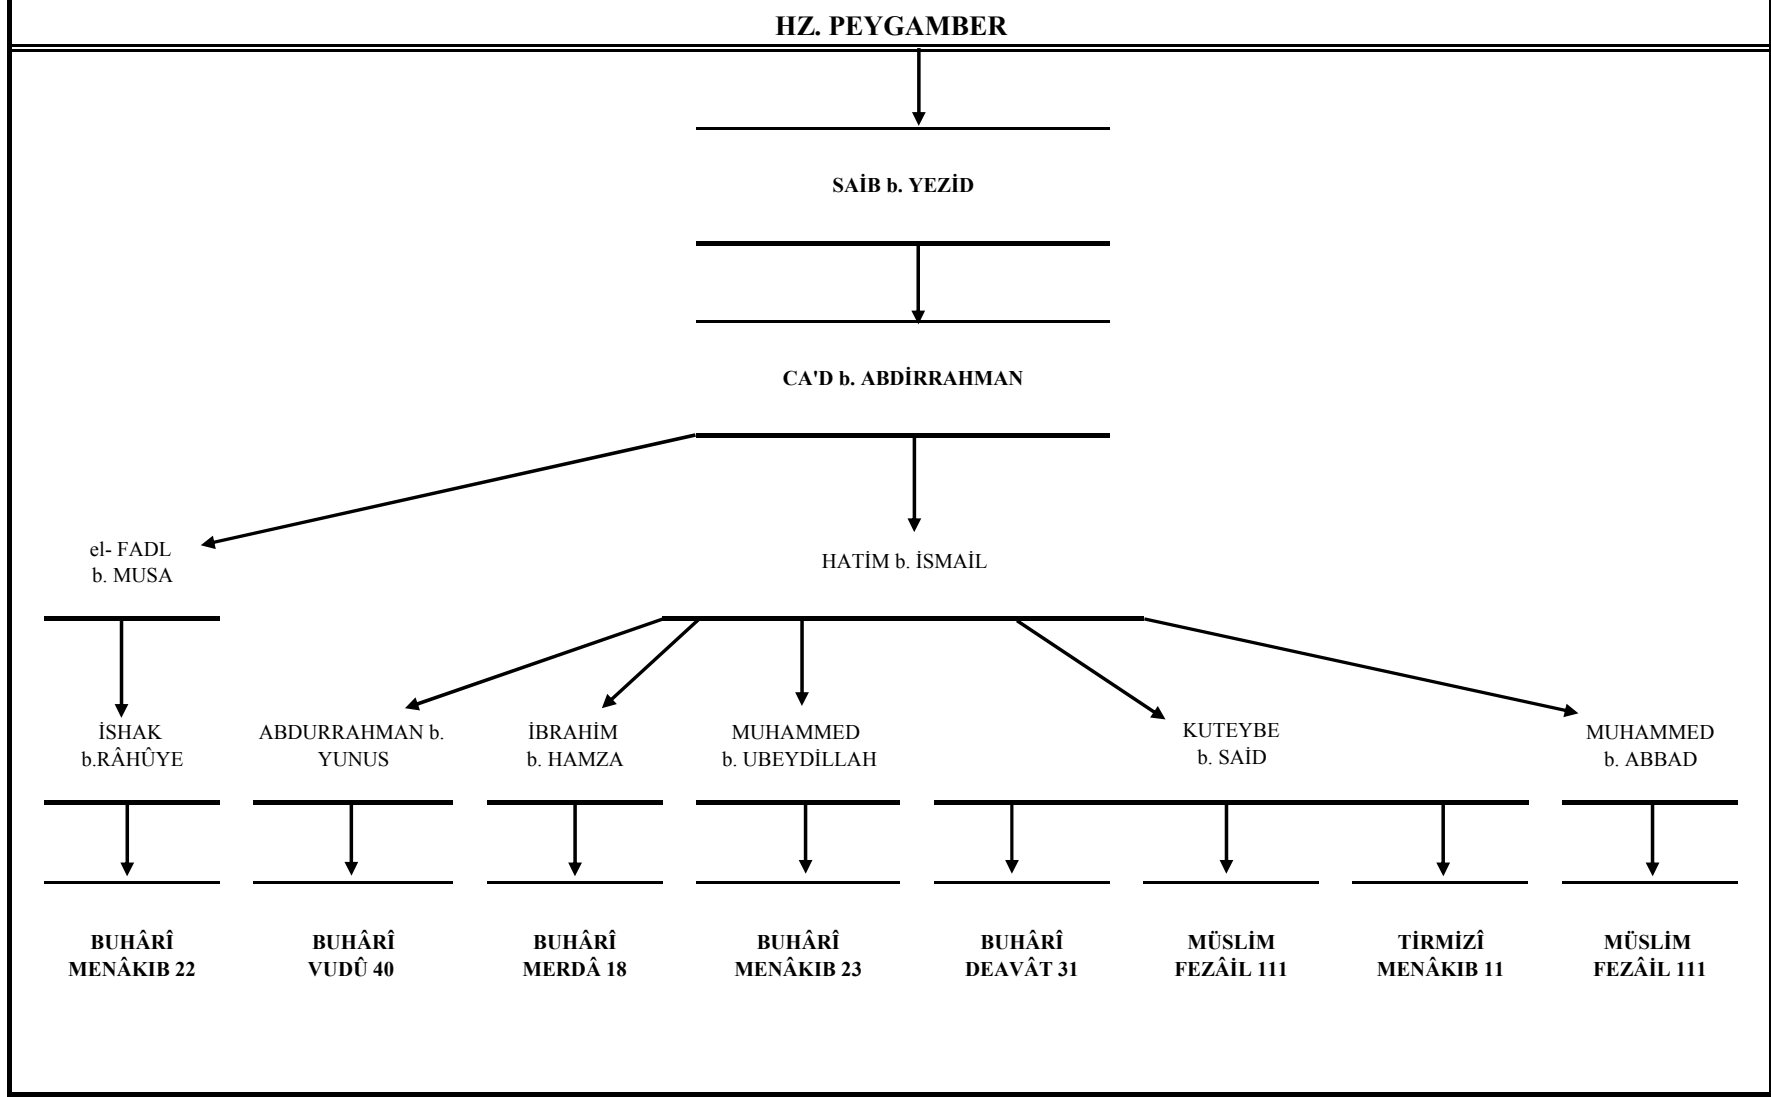 HZ. PEYGAMBER
SAİB b. YEZİD
CA'D b. ABDİRRAHMAN
el- FADL
b. MUSA
HATİM b. İSMAİL
İSHAK
b.RÂHÛYE
ABDURRAHMAN b.
YUNUS
İBRAHİM
b. HAMZA
MUHAMMED
b. UBEYDİLLAH
KUTEYBE
b. SAİD
MUHAMMED
b. ABBAD
BUHÂRÎ
MENÂKIB 22
BUHÂRÎ
VUDÛ 40
BUHÂRÎ
MERDÂ 18
BUHÂRÎ
MENÂKIB 23
BUHÂRÎ
DEAVÂT 31
MÜSLİM
FEZÂİL 111
TİRMİZÎ
MENÂKIB 11
MÜSLİM
FEZÂİL 111